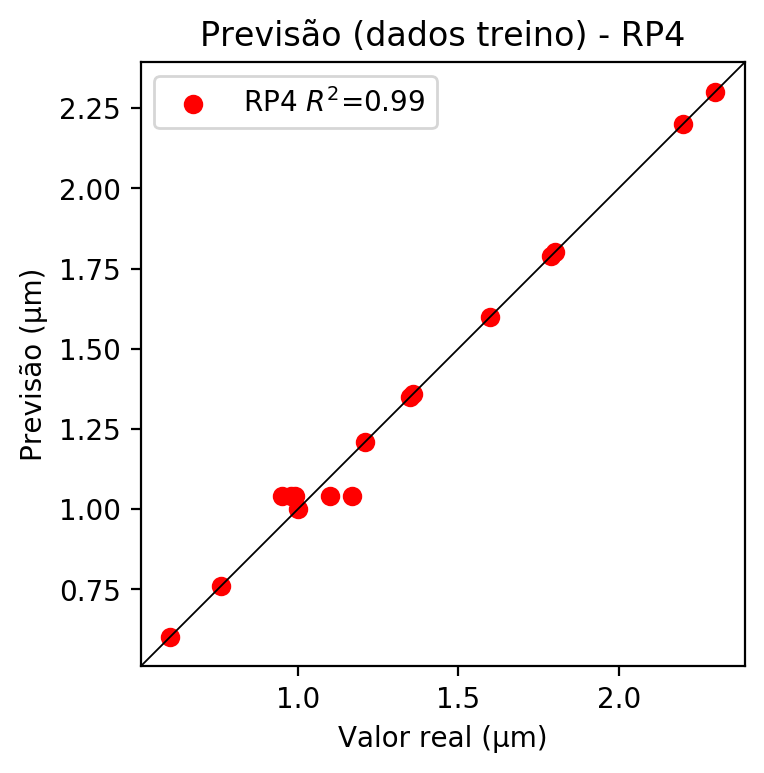 Previsão (dados treino) - RP4
RP4 R²=0.99
Previsão (µm)
2.25
2.00
1.75
1.50
1.25
1.00
0.75
1.0 1.5 2.0
Valor real (µm)